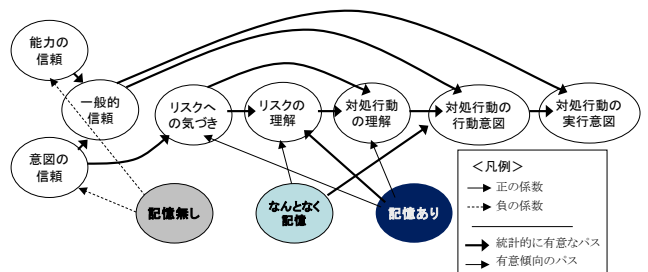 能力の
信頼
一般的
信頼
意図の
信頼
リスクへ
の気づき
リスクの
理解
対処行動
の理解
対処行動の
行動意図
対処行動の
実行意図
記憶無し
なんとなく
記憶
記憶あり
＜凡例＞
正の係数
負の係数
統計的に有意なパス
有意傾向のパス